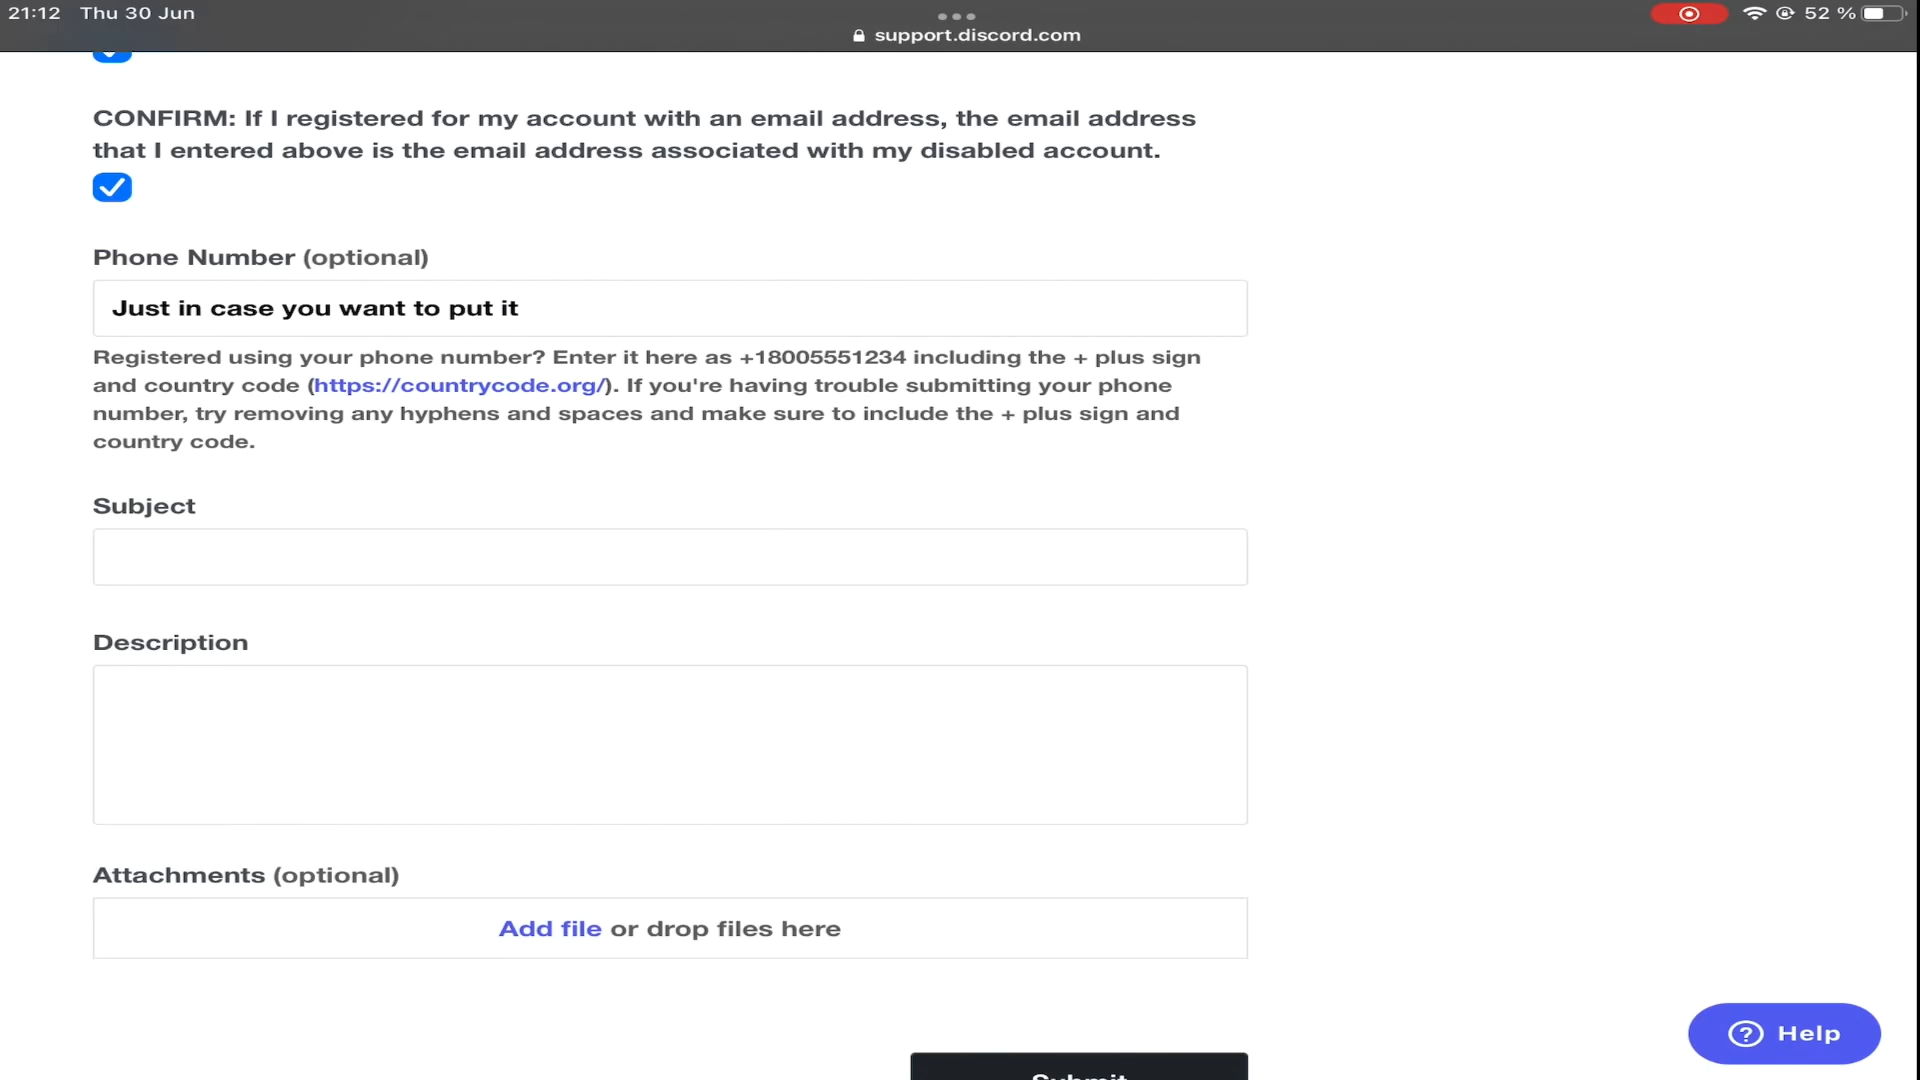 21:12 Thu 30 Jun
52 %
support.discord.com
CONFIRM: If I registered for my account with an email address, the email address
that I entered above is the email address associated with my disabled account.
Phone Number (optional)
Just in case you want to put it
Registered using your phone number? Enter it here as +18005551234 including the + plus sign
and country code (https://countrycode.org/). If you're having trouble submitting your phone
number, try removing any hyphens and spaces and make sure to include the + plus sign and
country code.
Subject
Description
Attachments (optional)
Add file or drop files here
Help
Submit